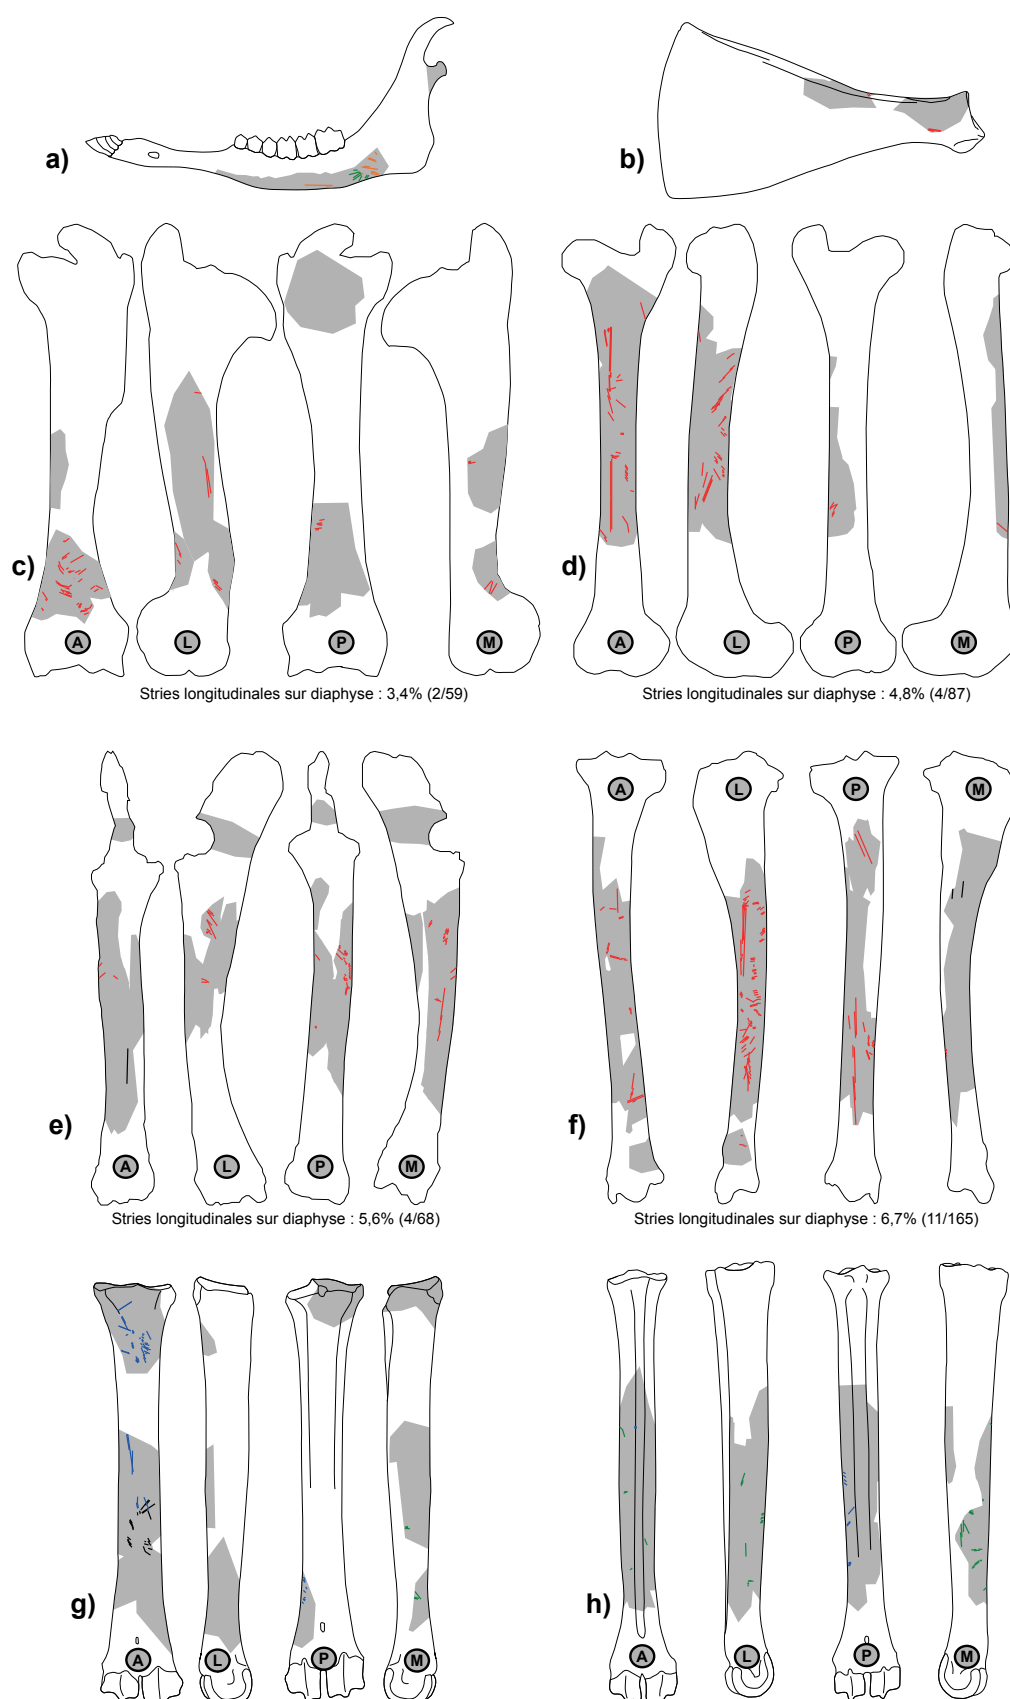 a)
b)
c)
A
L
P
M
Stries longitudinales sur diaphyse : 3,4% (2/59)
d)
A
L
P
M
Stries longitudinales sur diaphyse : 4,8% (4/87)
e)
A
L
P
M
Stries longitudinales sur diaphyse : 5,6% (4/68)
f)
A
L
P
M
Stries longitudinales sur diaphyse : 6,7% (11/165)
g)
A
L
P
M
h)
A
L
P
M